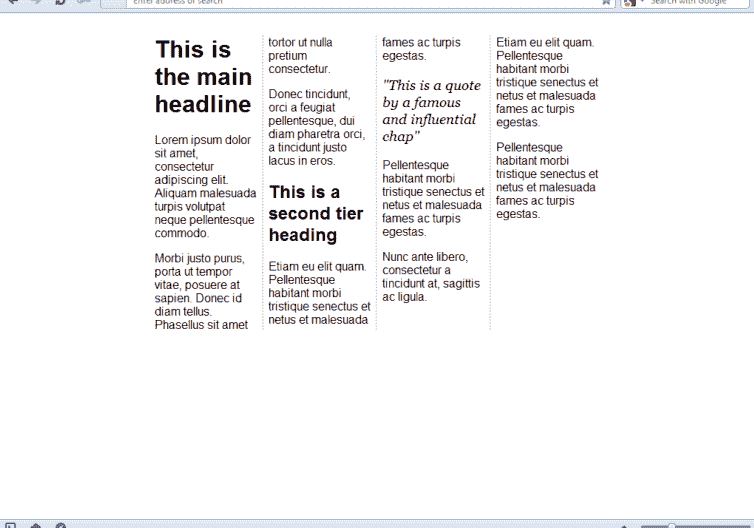 Enter address or search
Search with Google
This is
the main
headline
Lorem ipsum dolor
sit amet,
consectetur
adipiscing elit.
Aliquam malesuada
turpis volutpat
neque pellentesque
commodo.
Morbi justo purus,
porta ut tempor
vitae, posuere at
sapien. Donec id
diam tellus.
Phasellus sit amet
tortor ut nulla
pretium
consectetur.
Donec tincidunt,
orci a feugiat
pellentesque, dui
diam pharetra orci,
a tincidunt justo
lacus in eros.
This is a
second tier
heading
Etiam eu elit quam.
Pellentesque
habitant morbi
tristique senectus et
netus et malesuada
fames ac turpis
egestas.
"This is a quote
by a famous
and influential
chap"
Pellentesque
habitant morbi
tristique senectus et
netus et malesuada
fames ac turpis
egestas.
Nunc ante libero,
consectetur a
tincidunt at, sagittis
ac ligula.
Etiam eu elit quam.
Pellentesque
habitant morbi
tristique senectus et
netus et malesuada
fames ac turpis
egestas.
Pellentesque
habitant morbi
tristique senectus et
netus et malesuada
fames ac turpis
egestas.